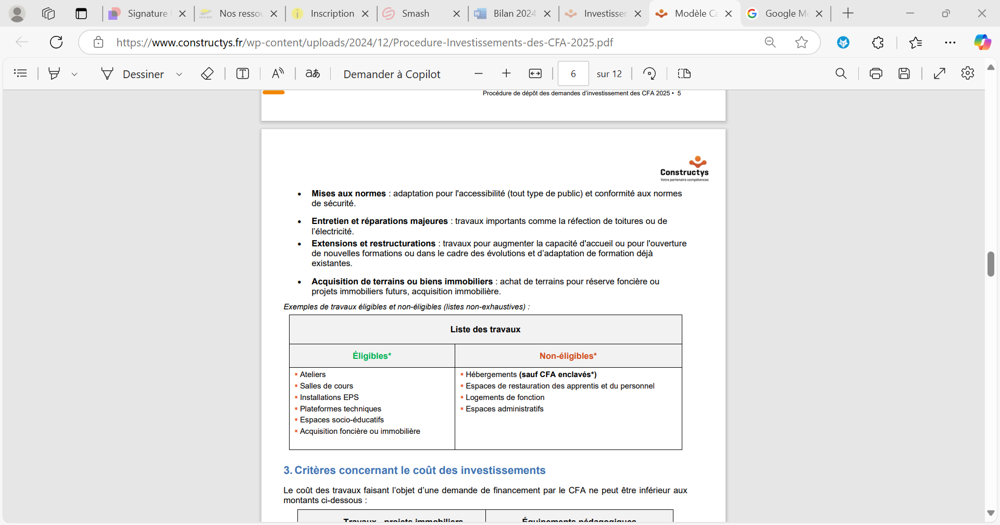 Signature
Nos resso
Inscription
Smash
Bilan 2024
Investisser
Modèle Ca
Google M
https://www.constructys.fr/wp-content/uploads/2024/12/Procedure-Investissements-des-CFA-2025.pdf
Dessiner
Demander à Copilot
6
sur 12
Procédure de dépôt des demandes d'investissement des CFA 2025 • 5
Constructys
Votre partenaire compétences
• Mises aux normes : adaptation pour l'accessibilité (tout type de public) et conformité aux normes
de sécurité.
• Entretien et réparations majeures : travaux importants comme la réfection de toitures ou de
l'électricité.
• Extensions et restructurations : travaux pour augmenter la capacité d'accueil ou pour l'ouverture
de nouvelles formations ou dans le cadre des évolutions et d'adaptation de formation déjà
existantes.
• Acquisition de terrains ou biens immobiliers : achat de terrains pour réserve foncière ou
projets immobiliers futurs, acquisition immobilière.
Exemples de travaux éligibles et non-éligibles (listes non-exhaustives) :
Liste des travaux
Éligibles*
Non-éligibles*
▪ Ateliers
▪ Salles de cours
▪ Installations EPS
▪ Plateformes techniques
▪ Espaces socio-éducatifs
▪ Acquisition foncière ou immobilière
▪ Hébergements (sauf CFA enclavés*)
▪ Espaces de restauration des apprentis et du personnel
▪ Logements de fonction
▪ Espaces administratifs
3. Critères concernant le coût des investissements
Le coût des travaux faisant l'objet d'une demande de financement par le CFA ne peut être inférieur aux
montants ci-dessous :
Travaux - projets immobiliers
Équipements pédagogiques